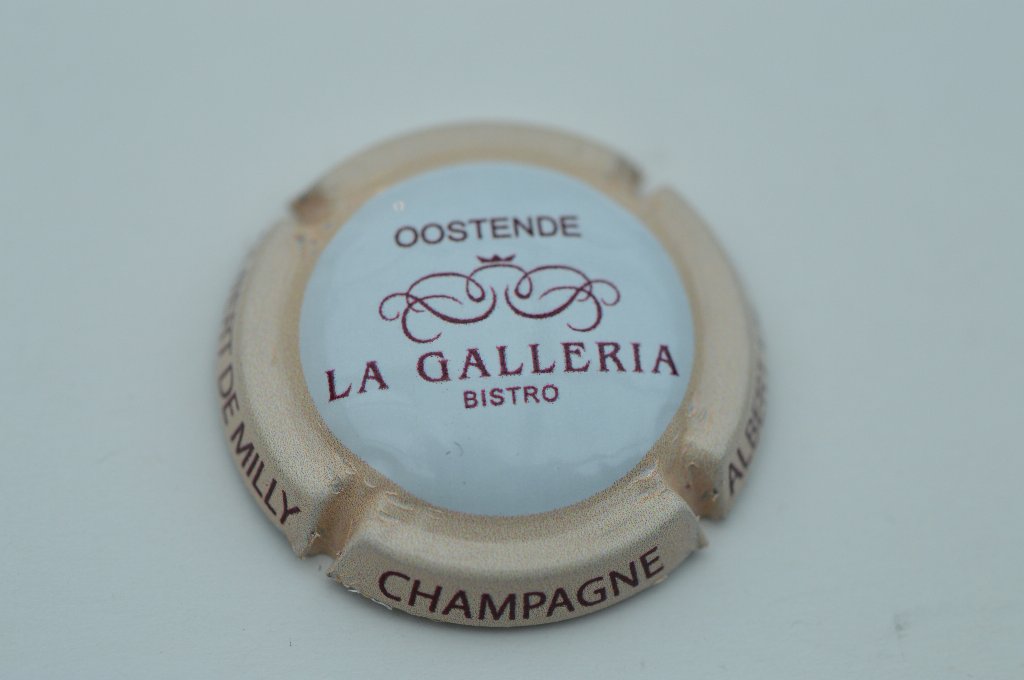 OOSTENDE
LA GALLERIA
BISTRO
DE MILLY
CHAMPAGNE